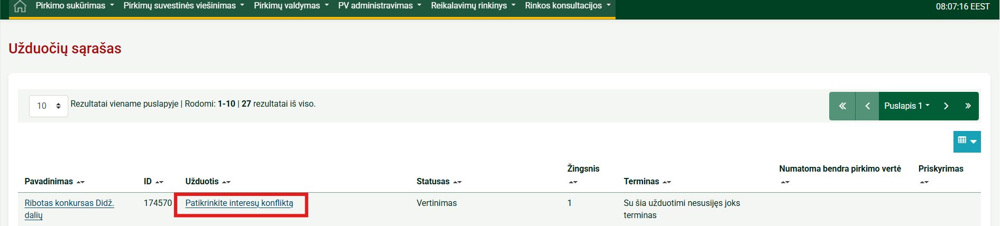 Pirkimo sukūrimas Pirkimų suvestinės viešinimas Pirkimų valdymas PV administravimas Reikalavimų rinkinys Rinkos konsultacijos 08:07:16 EEST
Užduočių sąrašas
10 Rezultatai viename puslapyje | Rodomi: 1-10 | 27 rezultatai iš viso. « ‹ Puslapis 1 › »
Pavadinimas ID Užduotis Statusas Žingsnis Terminas Numatoma bendra pirkimo vertė Priskyrimas
Ribotas konkursas Didž. 174570 Patikrinkite interesų konfliktą Vertinimas 1 Su šia užduotimi nesusijęs joks
dalių terminas